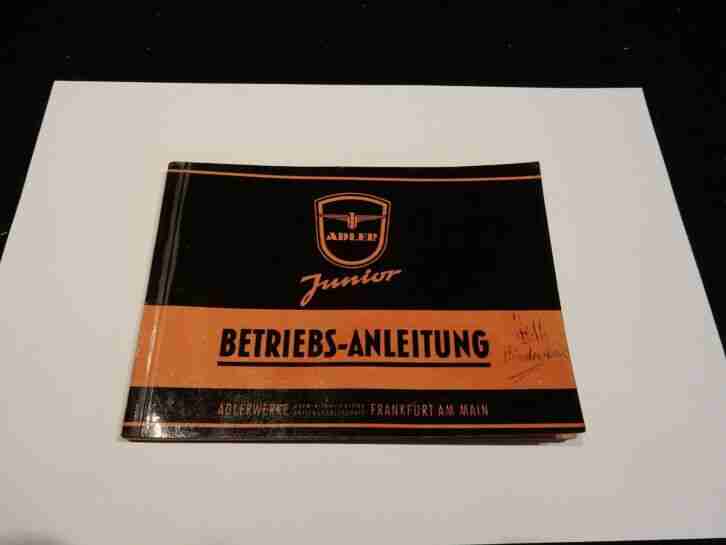 ADLER
Junior
BETRIEBS-ANLEITUNG
ADLERWERKE FRANKFURT AM MAIN